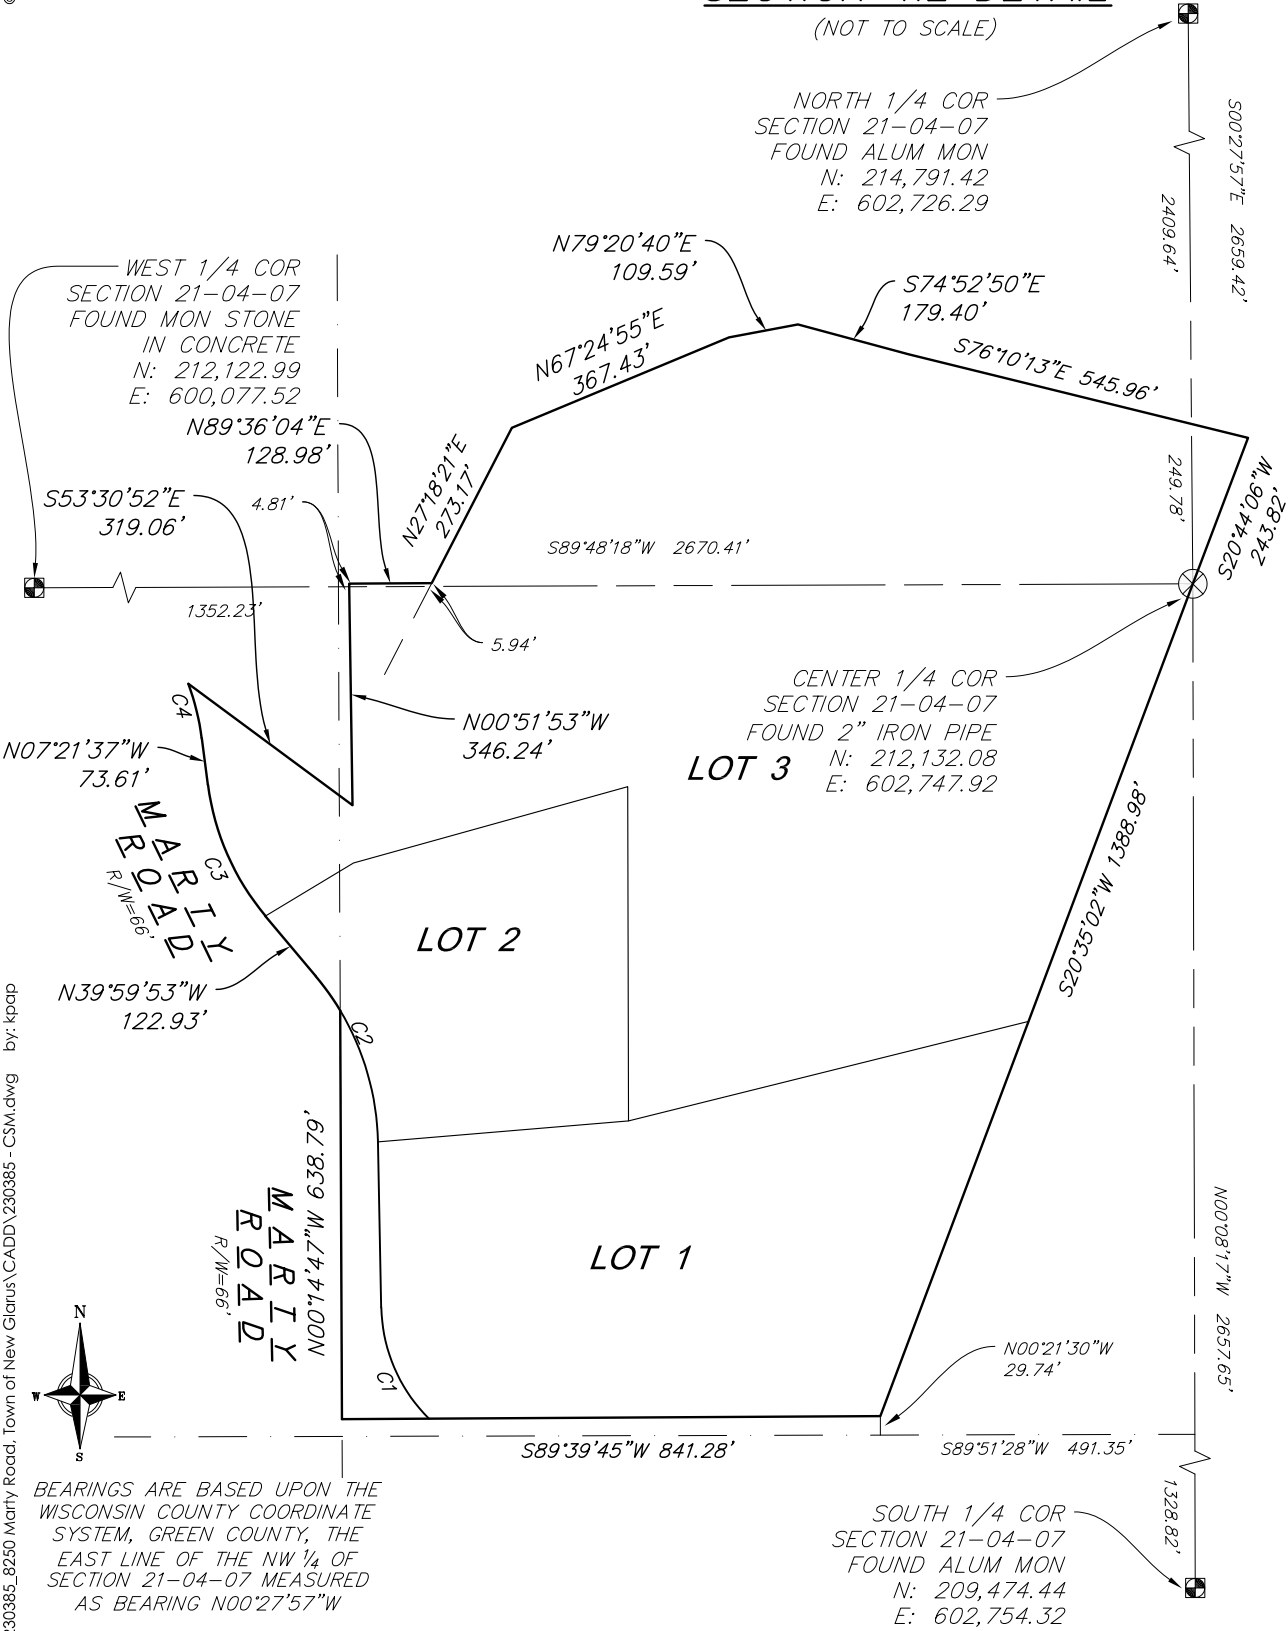 (NOT TO SCALE)
NORTH 1/4 COR
SECTION 21-04-07
FOUND ALUM MON
N: 214,791.42
E: 602,726.29
S00°27'57"E 2659.42'
2409.64'
N79°20'40"E
109.59'
S74°52'50"E
179.40'
WEST 1/4 COR
SECTION 21-04-07
FOUND MON STONE
IN CONCRETE
N: 212,122.99
E: 600,077.52
N67°24'55"E
367.43'
S76°10'13"E 545.96'
N89°36'04"E
128.98'
N27°18'21"E
273.17'
249.78'
S20°44'06"W
243.82'
S53°30'52"E
319.06'
4.81'
S89°48'18"W 2670.41'
1352.23'
5.94'
CENTER 1/4 COR
SECTION 21-04-07
FOUND 2" IRON PIPE
N: 212,132.08
E: 602,747.92
C4
N00°51'53"W
346.24'
N07°21'37"W
73.61'
LOT 3
MARTY
ROAD
R/W=66'
C3
S20°35'02"W 1388.98'
LOT 2
N39°59'53"W
122.93'
C2
N00°14'47"W 638.79'
MARTY
ROAD
R/W=66'
LOT 1
N00°08'17"W 2657.65'
C1
N00°21'30"W
29.74'
N
W
E
S
S89°39'45"W 841.28'
S89°51'28"W 491.35'
1328.82'
BEARINGS ARE BASED UPON THE
WISCONSIN COUNTY COORDINATE
SYSTEM, GREEN COUNTY, THE
EAST LINE OF THE NW 1/4 OF
SECTION 21-04-07 MEASURED
AS BEARING N00°27'57"W
SOUTH 1/4 COR
SECTION 21-04-07
FOUND ALUM MON
N: 209,474.44
E: 602,754.32
230385_8250 Marty Road, Town of New Glarus\CADD\230385 - CSM.dwg by: kpap